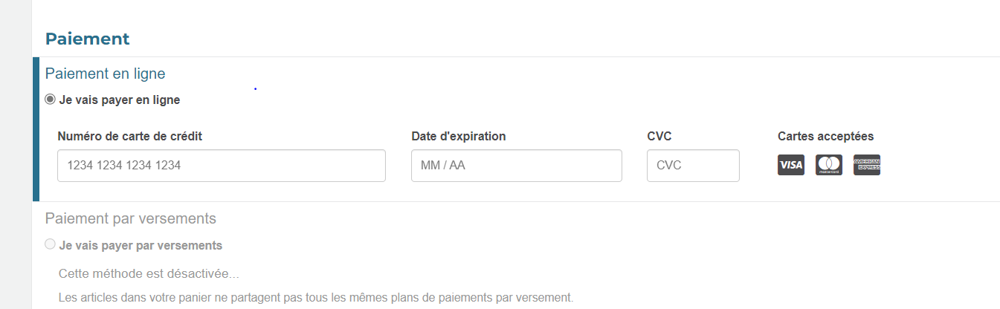 Paiement
Paiement en ligne
Je vais payer en ligne
Numéro de carte de crédit Date d'expiration CVC Cartes acceptées
1234 1234 1234 1234 MM / AA CVC VISA mastercard AMERICAN EXPRESS
Paiement par versements
Je vais payer par versements
Cette méthode est désactivée...
Les articles dans votre panier ne partagent pas tous les mêmes plans de paiements par versement.